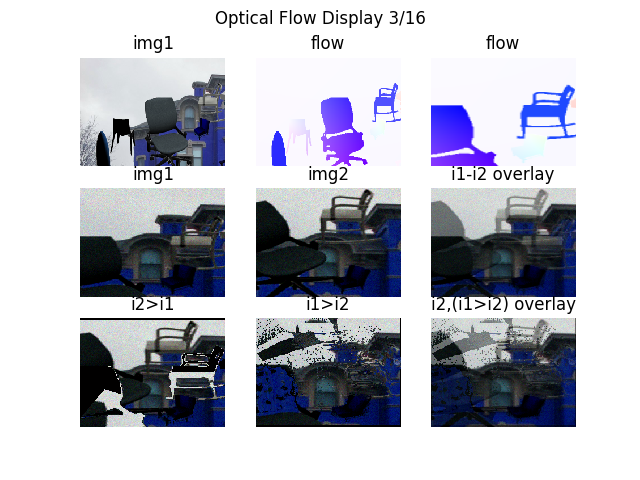 Optical Flow Display 3/16
img1
flow
flow
img1
img2
i1-i2 overlay
i2>i1
i1>i2
i2,(i1>i2) overlay